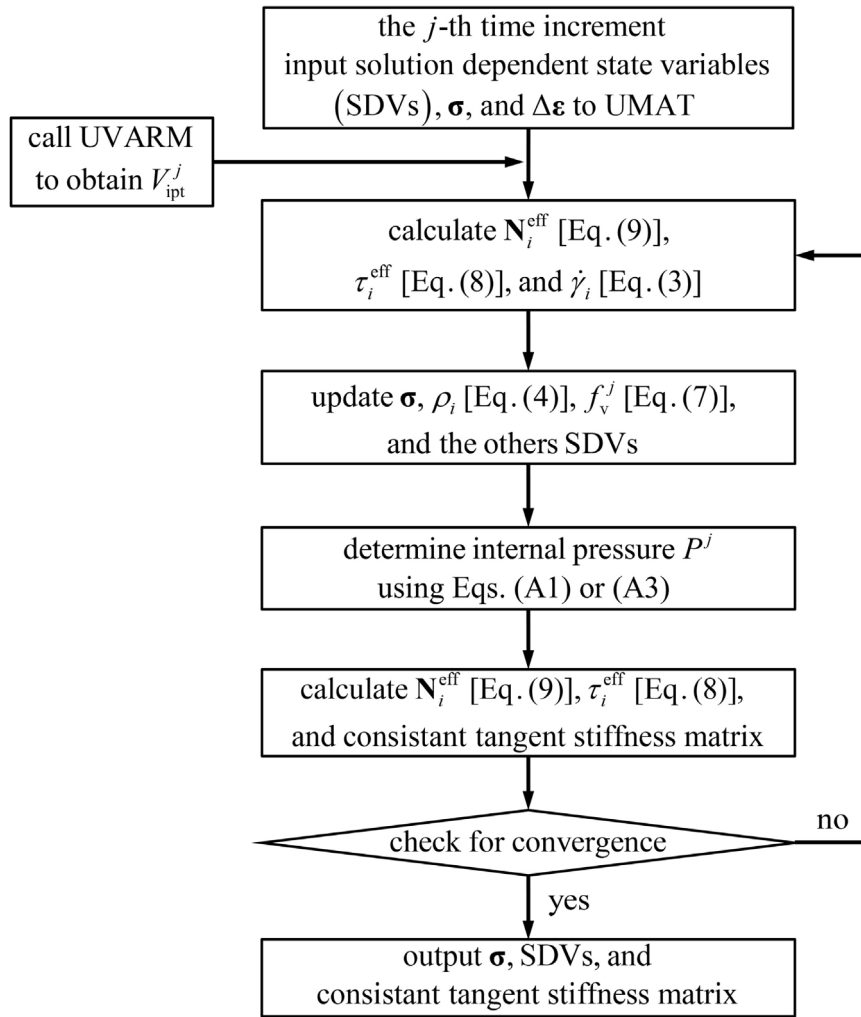 the j-th time increment
input solution dependent state variables
(SDVs), σ, and Δε to UMAT
call UVARM
to obtain V_ipt^j
calculate N_i^eff [Eq. (9)],
τ_i^eff [Eq. (8)], and γ̇_i [Eq. (3)]
update σ, ρ_i [Eq. (4)], f_v^j [Eq. (7)],
and the others SDVs
determine internal pressure P^j
using Eqs. (A1) or (A3)
calculate N_i^eff [Eq. (9)], τ_i^eff [Eq. (8)],
and consistant tangent stiffness matrix
check for convergence
no
yes
output σ, SDVs, and
consistant tangent stiffness matrix